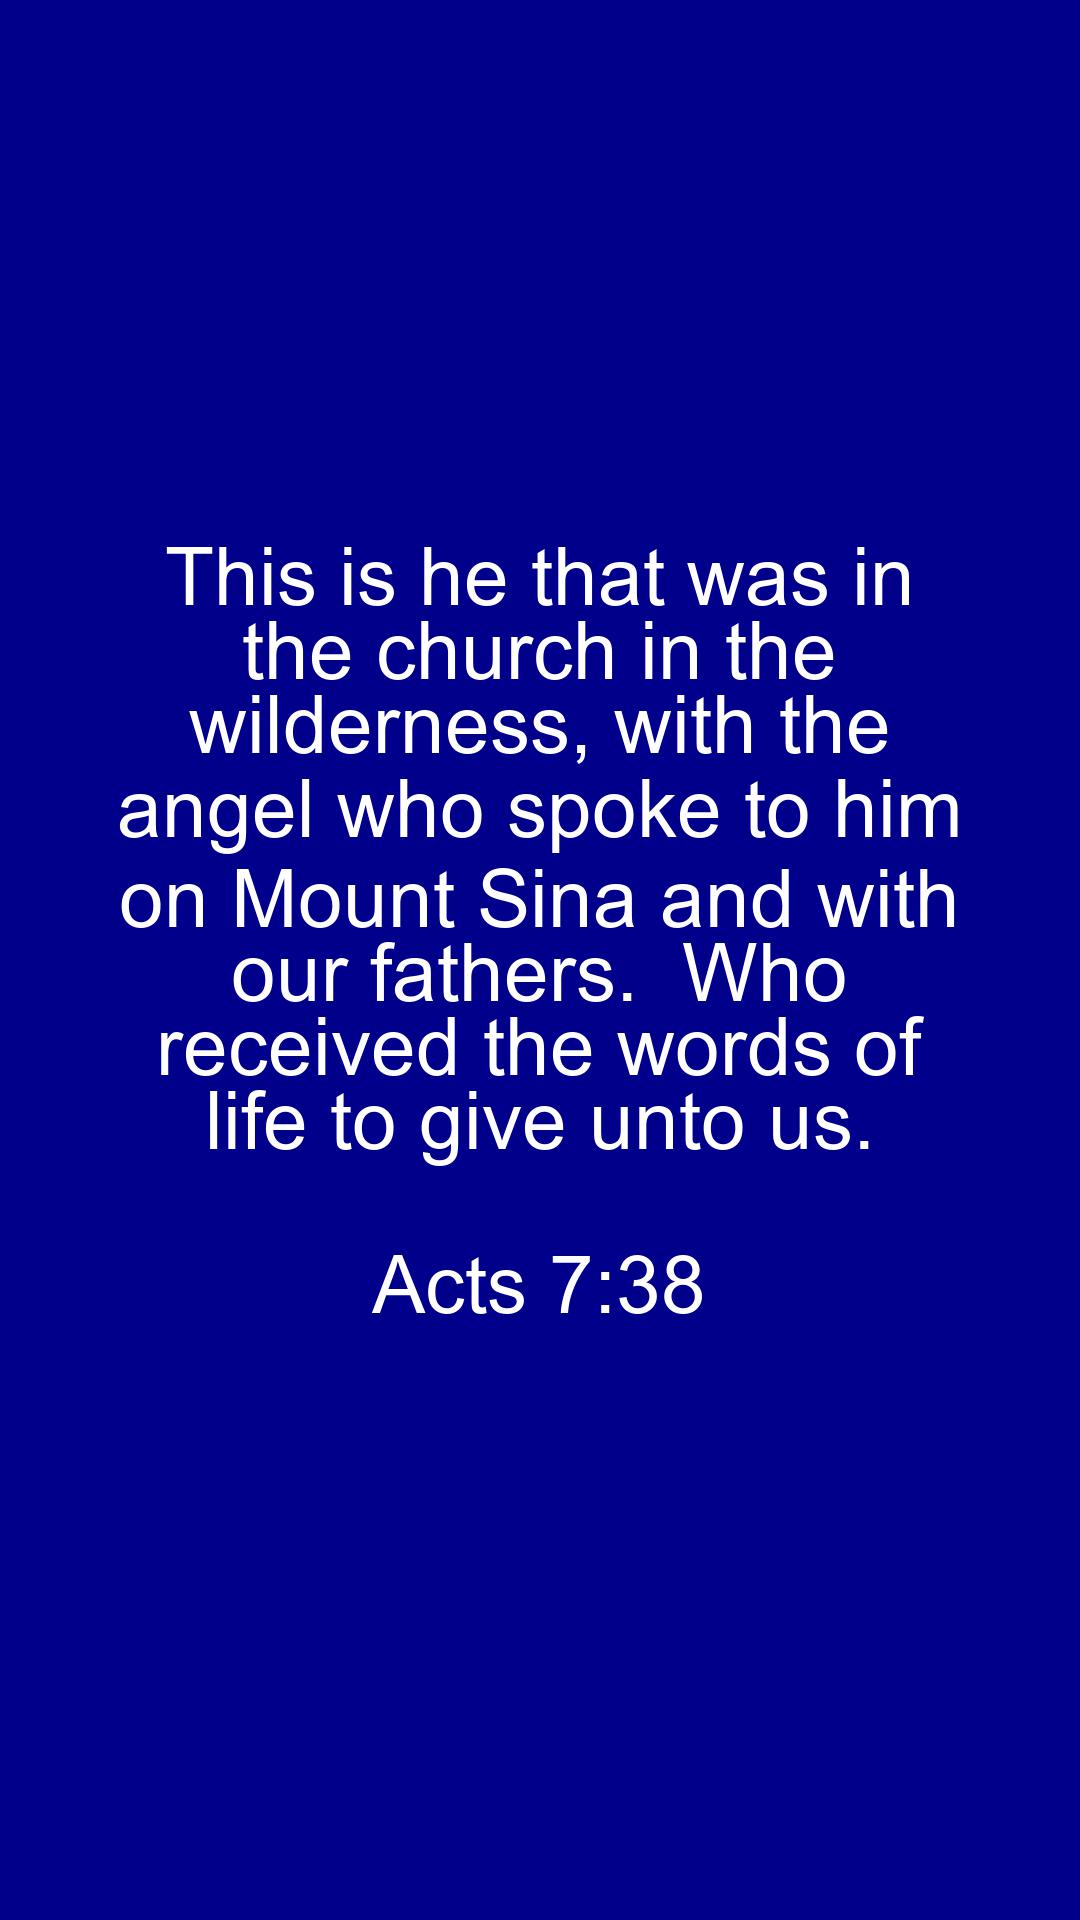 This is he that was in
the church in the
wilderness, with the
angel who spoke to him
on Mount Sina and with
our fathers.  Who
received the words of
life to give unto us.

Acts 7:38